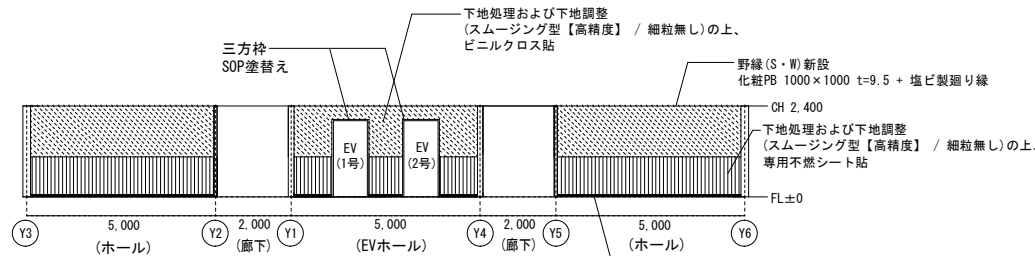 下地処理および下地調整
(スムージング型【高精度】 / 細粒無し)の上、
ビニルクロス貼
三方枠
SOP塗替え
野縁(S・W)新設
化粧PB 1000×1000 t=9.5 + 塩ビ製廻り縁
CH 2,400
下地処理および下地調整
(スムージング型【高精度】 / 細粒無し)の上、
専用不燃シート貼
EV
(1号)
EV
(2号)
FL±0
5,000
2,000
5,000
2,000
5,000
Y3
(ホール)
Y2
(廊下)
Y1
(EVホール)
Y4
(廊下)
Y5
(ホール)
Y6